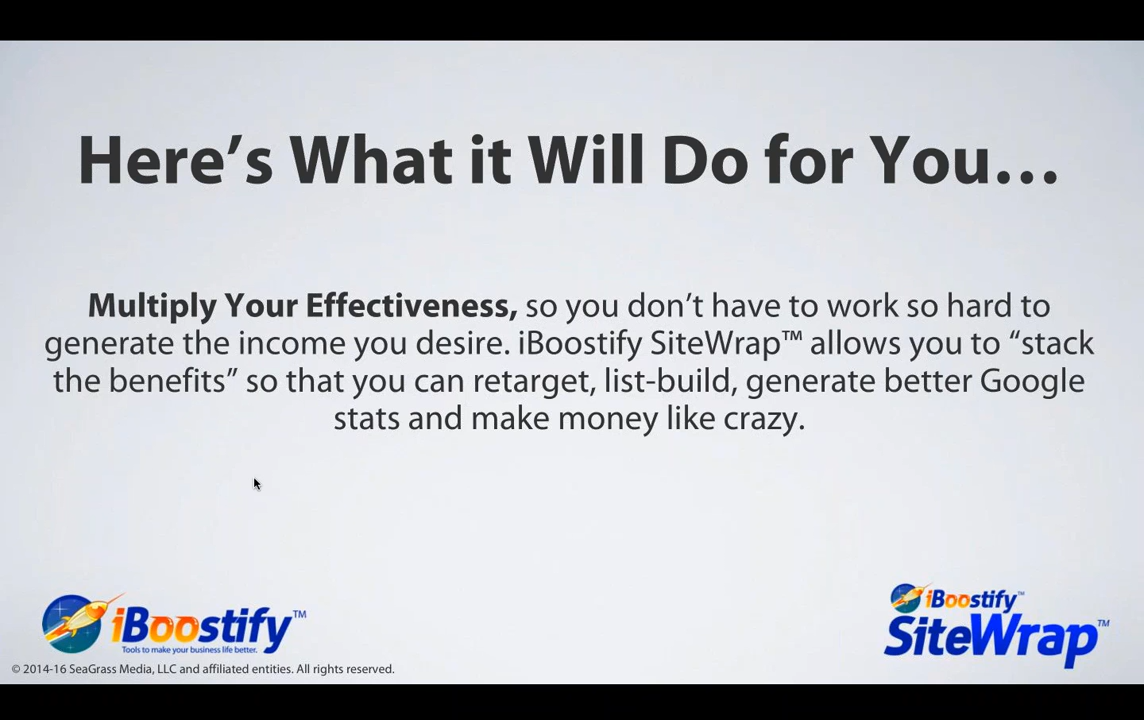 Here’s What it Will Do for You…
Multiply Your Effectiveness, so you don’t have to work so hard to
generate the income you desire. iBoostify SiteWrap™ allows you to “stack
the benefits” so that you can retarget, list-build, generate better Google
stats and make money like crazy.
iBoostify™
Tools to make your business life better.
iBoostify™
SiteWrap™
© 2014-16 SeaGrass Media, LLC and affiliated entities. All rights reserved.